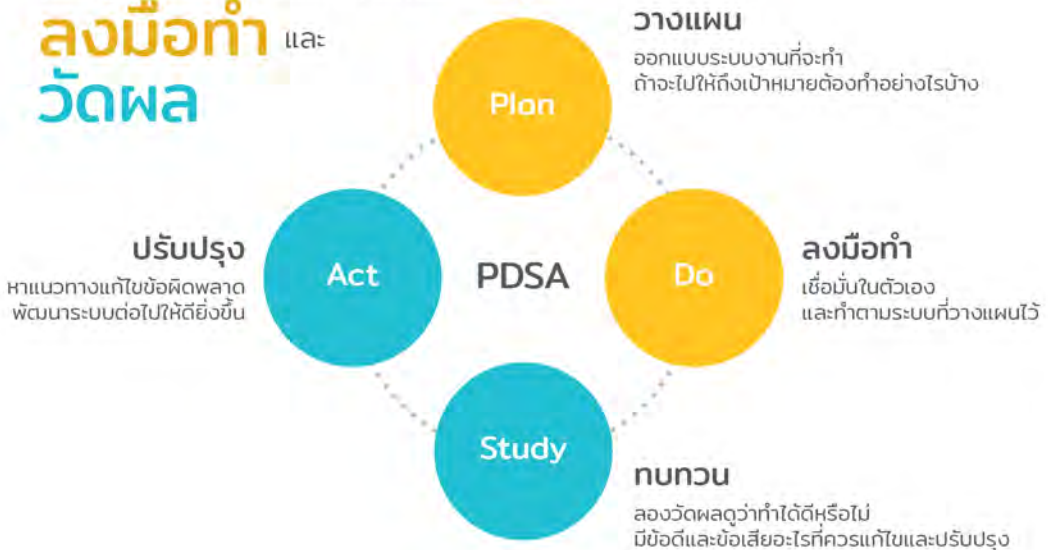 ลงมือทำ และ
วัดผล
Plan
วางแผน
ออกแบบระบบงานที่จะทำ
ถ้าจะไปให้ถึงเป้าหมายต้องทำอย่างไรบ้าง
Do
ลงมือทำ
เชื่อมั่นในตัวเอง
และทำตามระบบที่วางแผนไว้
PDSA
Act
ปรับปรุง
หาแนวทางแก้ไขข้อผิดพลาด
พัฒนาระบบต่อไปให้ดียิ่งขึ้น
Study
ทบทวน
ลองวัดผลดูว่าทำได้ดีหรือไม่
มีข้อดีและข้อเสียอะไรที่ควรแก้ไขและปรับปรุง